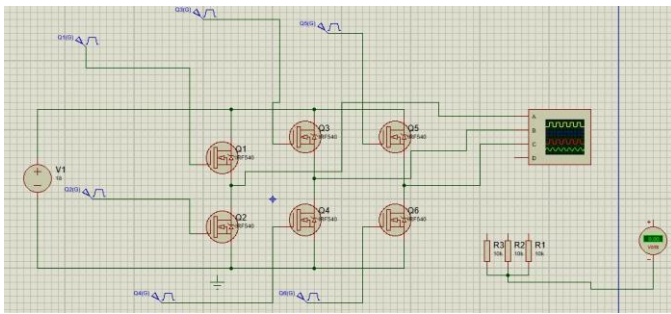 Q3(G)
Q1(G)
Q5(G)
Q3
IRF540
Q5
IRF540
Q1
IRF540
A
B
C
D
V1
Q2(G)
Q2
IRF540
Q4
IRF540
Q6
IRF540
R3
10k
R2
10k
R1
10k
+
Volts
-
Q4(G)
Q6(G)